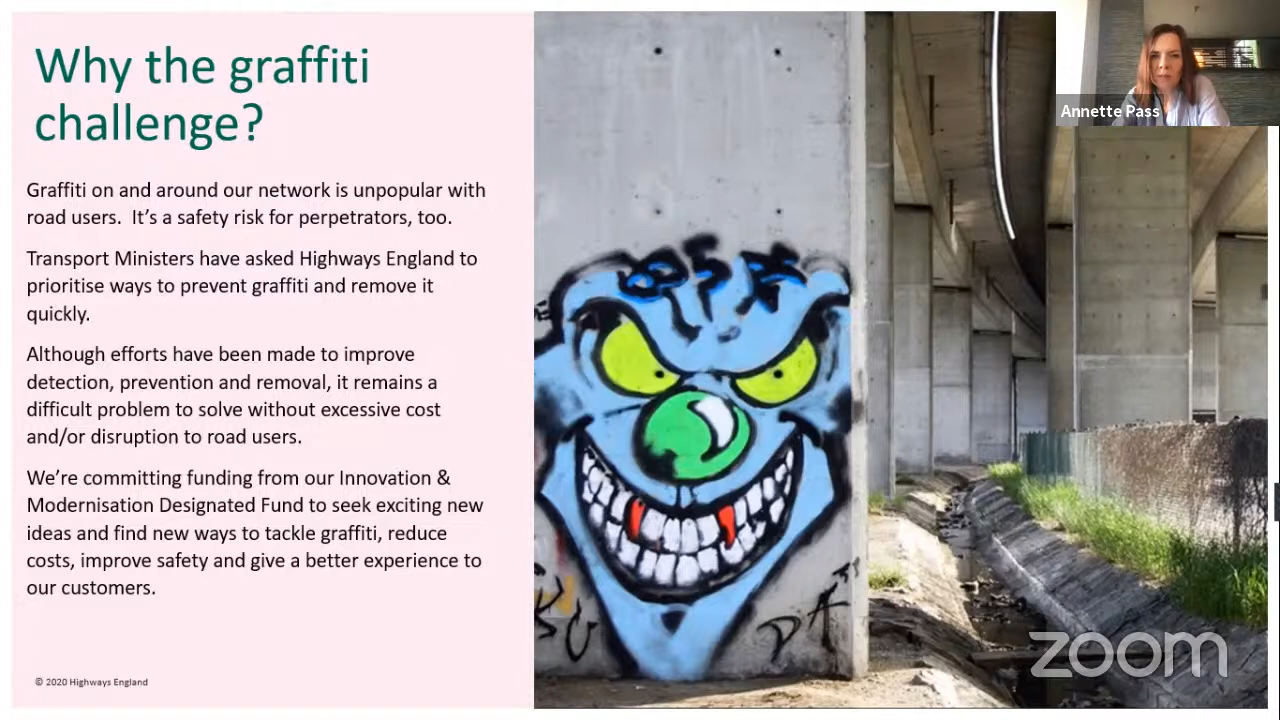 Why the graffiti
challenge?
Graffiti on and around our network is unpopular with
road users.  It's a safety risk for perpetrators, too.
Transport Ministers have asked Highways England to
prioritise ways to prevent graffiti and remove it
quickly.
Although efforts have been made to improve
detection, prevention and removal, it remains a
difficult problem to solve without excessive cost
and/or disruption to road users.
We're committing funding from our Innovation &
Modernisation Designated Fund to seek exciting new
ideas and find new ways to tackle graffiti, reduce
costs, improve safety and give a better experience to
our customers.
© 2020 Highways England
Annette Pass
zoom